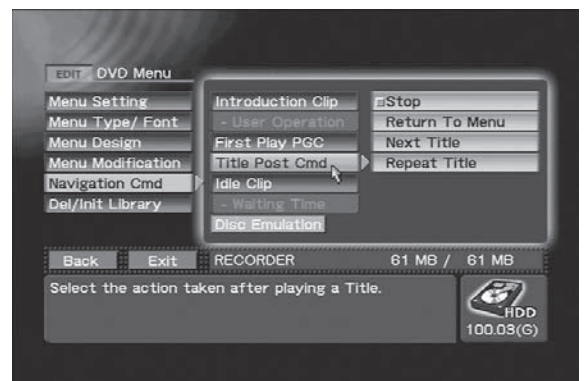 EDIT DVD Menu
Menu Setting
Menu Type/ Font
Menu Design
Menu Modification
Navigation Cmd
Del/Init Library
Introduction Clip
- User Operation
First Play PGC
Title Post Cmd
Idle Clip
- Waiting Time
Disc Emulation
Stop
Return To Menu
Next Title
Repeat Title
Back Exit RECORDER 61 MB / 61 MB
Select the action taken after playing a Title.
HDD
100.03(G)